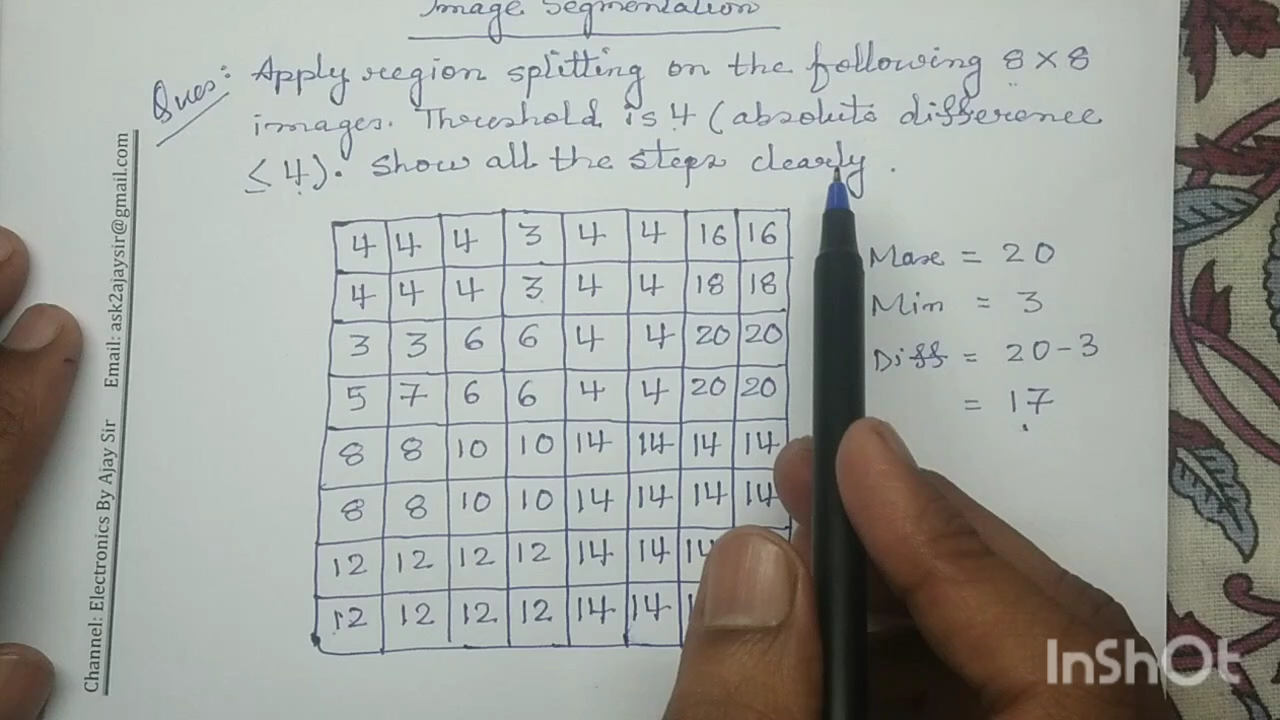 Image Segmentation
Ques: Apply region splitting on the following 8 × 8
images. Threshold is 4 (absolute difference
≤ 4). Show all the steps clearly.
4 4 4 3 4 4 16 16
4 4 4 3 4 4 18 18
3 3 6 6 4 4 20 20
5 7 6 6 4 4 20 20
8 8 10 10 14 14 14 14
8 8 10 10 14 14 14 14
12 12 12 12 14 14 14
12 12 12 12 14 14
Max = 20
Min = 3
Diff = 20-3
= 17
Channel: Electronics By Ajay Sir Email: ask2ajaysir@gmail.com
InShOt